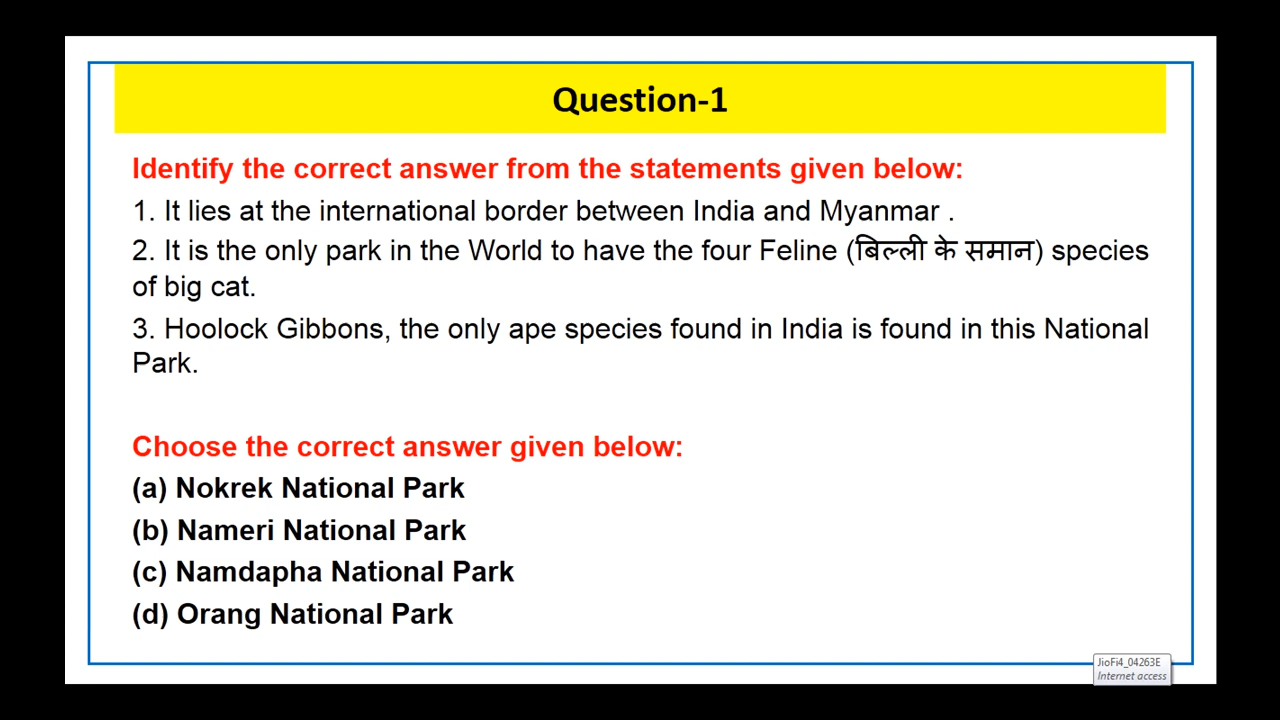 Question-1
Identify the correct answer from the statements given below:
1. It lies at the international border between India and Myanmar .
2. It is the only park in the World to have the four Feline (बिल्ली के समान) species
of big cat.
3. Hoolock Gibbons, the only ape species found in India is found in this National
Park.
Choose the correct answer given below:
(a) Nokrek National Park
(b) Nameri National Park
(c) Namdapha National Park
(d) Orang National Park
JioFi4_04263E
Internet access